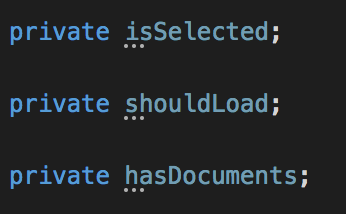 private isSelected;
private shouldLoad;
private hasDocuments;